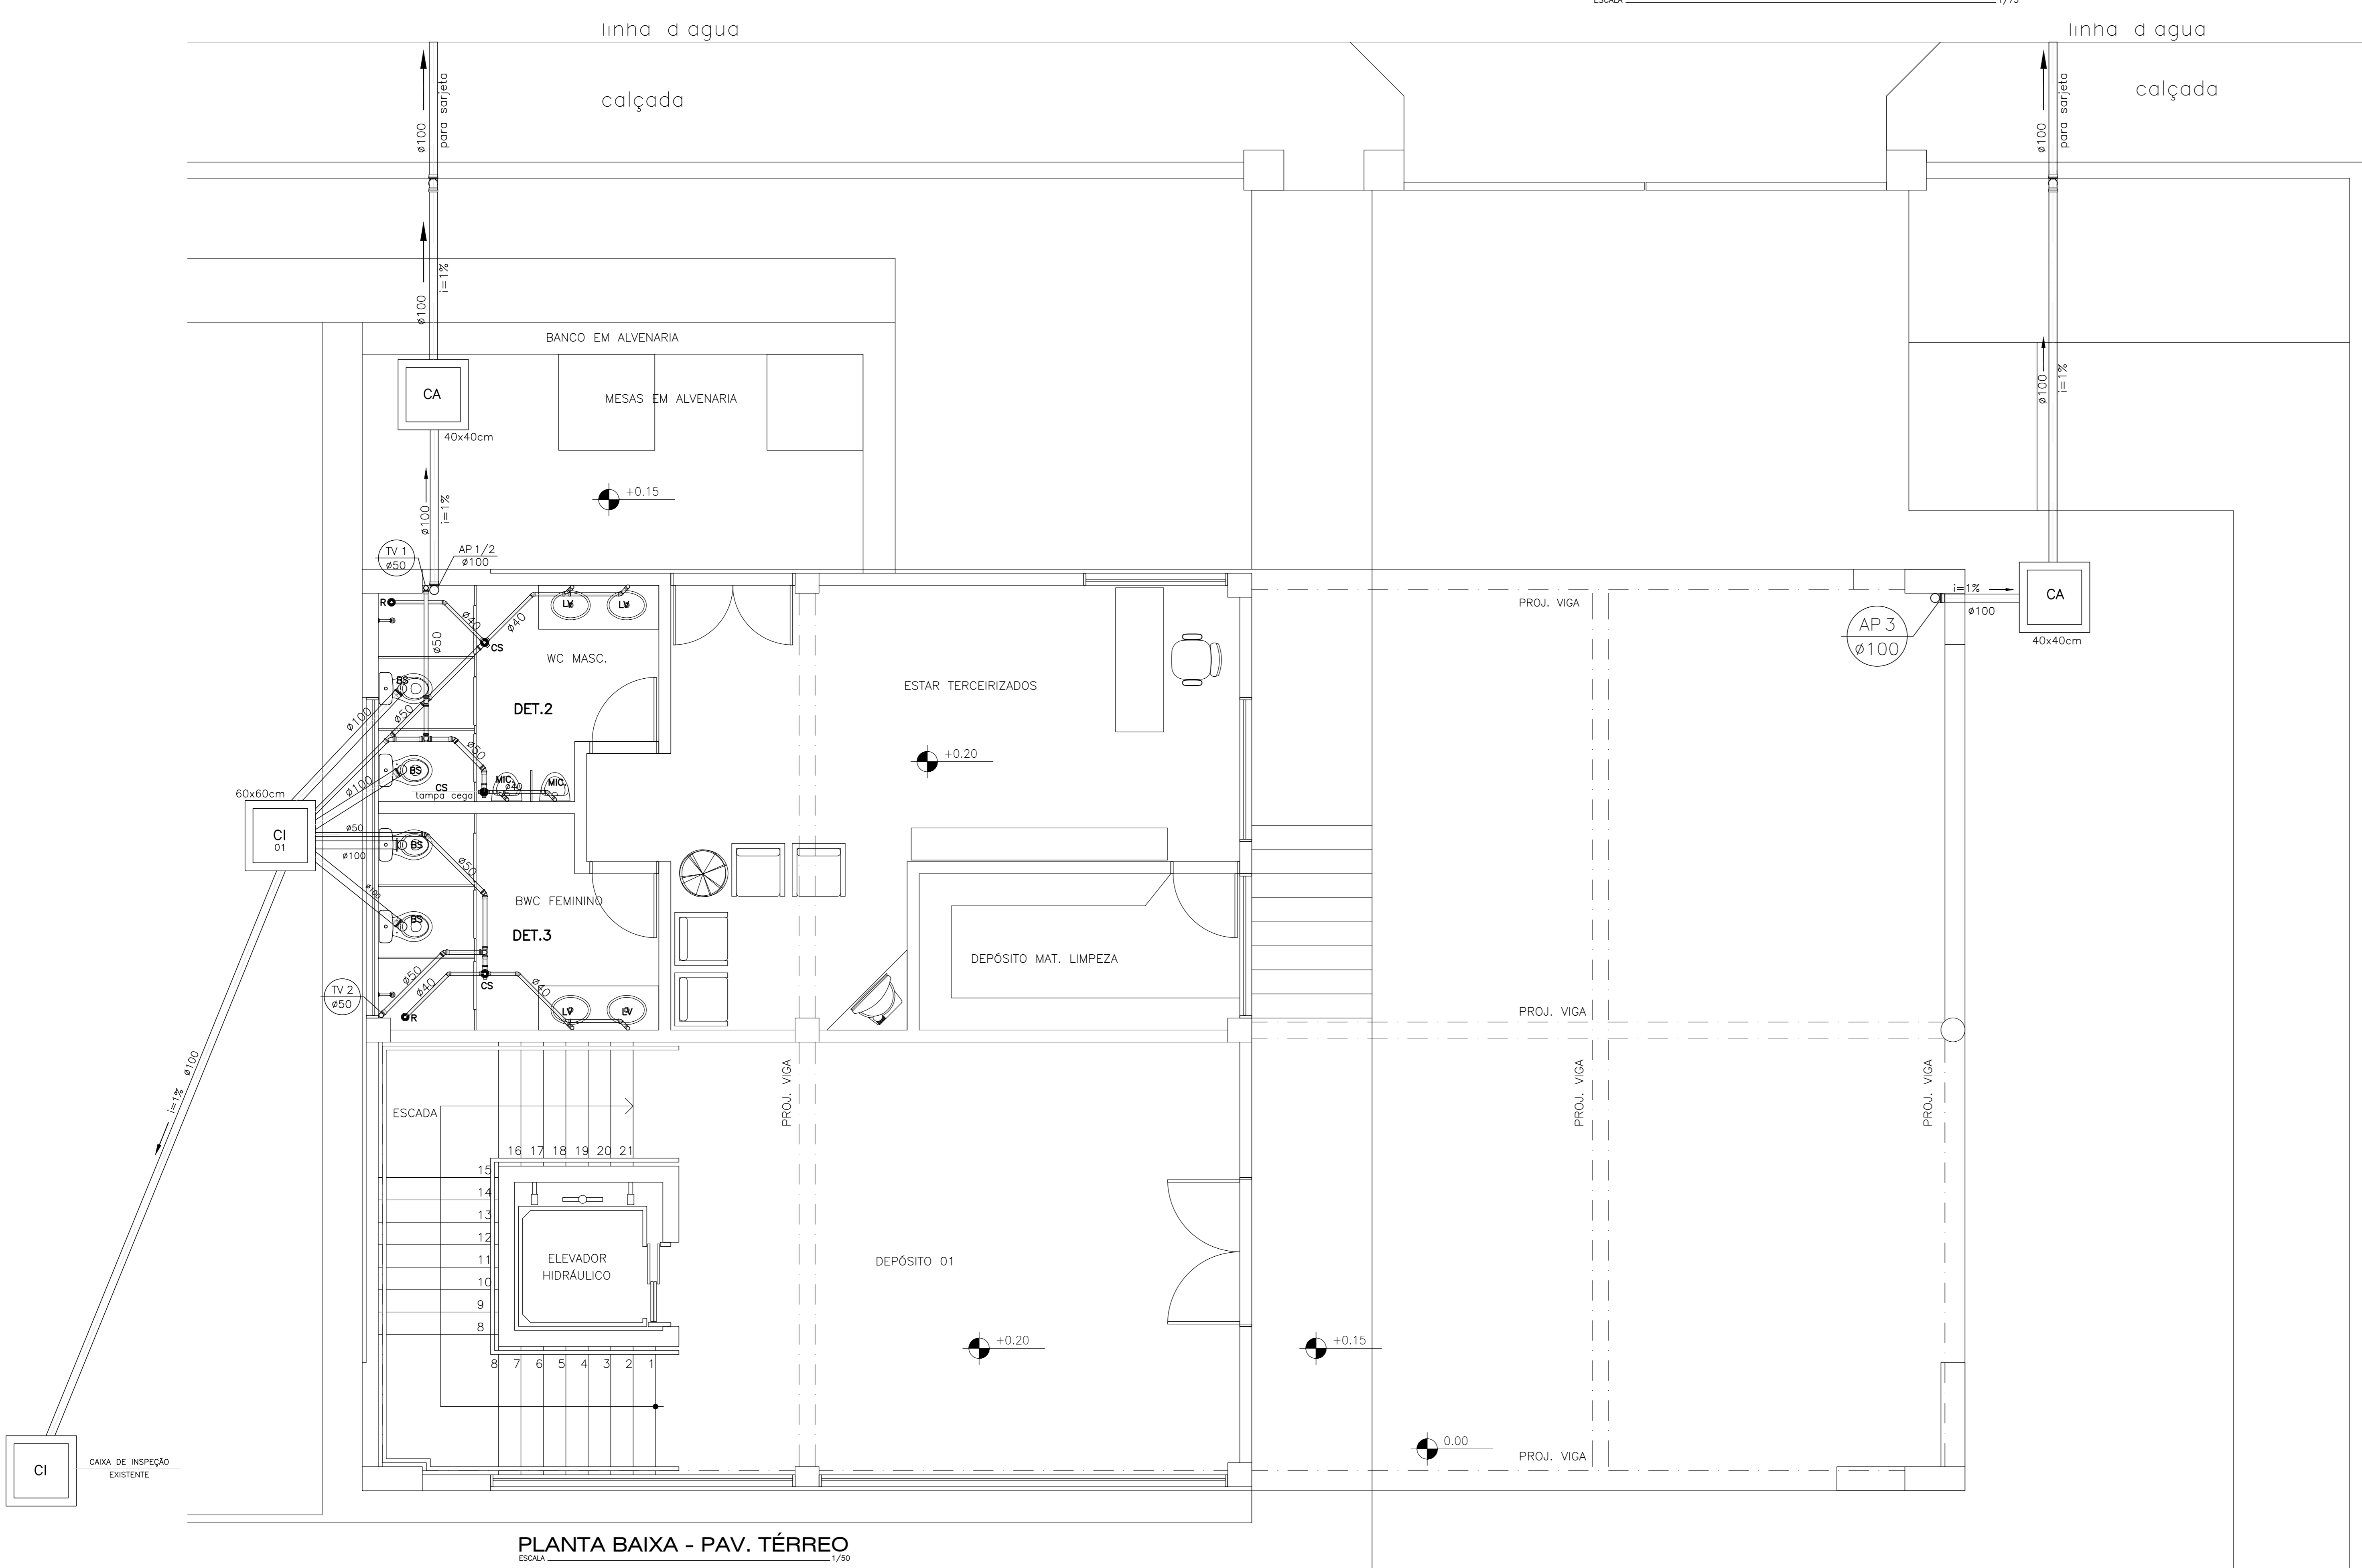 ESCALA 1/75
linha d agua
linha d agua
calçada
calçada
ø100
para sarjeta
ø100
para sarjeta
ø100
i=1%
BANCO EM ALVENARIA
CA
40x40cm
MESAS EM ALVENARIA
ø100
i=1%
+0.15
ø100
i=1%
TV 1
ø50
AP 1/2
ø100
i=1%
ø100
CA
40x40cm
AP 3
ø100
PROJ. VIGA
R
ø40
ø40
LV
LV
ø50
CS
WC MASC.
BS
ø100
ø50
DET.2
ESTAR TERCEIRIZADOS
+0.20
ø50
BS
ø100
CS
tampa cega
MIC.
ø40
MIC.
60x60cm
CI
01
ø50
BS
ø100
ø50
ø100
BS
BWC FEMININO
DET.3
DEPÓSITO MAT. LIMPEZA
TV 2
ø50
ø50
ø40
R
CS
ø40
LV
LV
PROJ. VIGA
i=1% ø100
ESCADA
PROJ. VIGA
PROJ. VIGA
PROJ. VIGA
16 17 18 19 20 21
15
14
13
12
11
10
9
8
ELEVADOR
HIDRÁULICO
DEPÓSITO 01
8 7 6 5 4 3 2 1
+0.20
+0.15
0.00
PROJ. VIGA
CI
CAIXA DE INSPEÇÃO
EXISTENTE
PLANTA BAIXA - PAV. TÉRREO
ESCALA 1/50